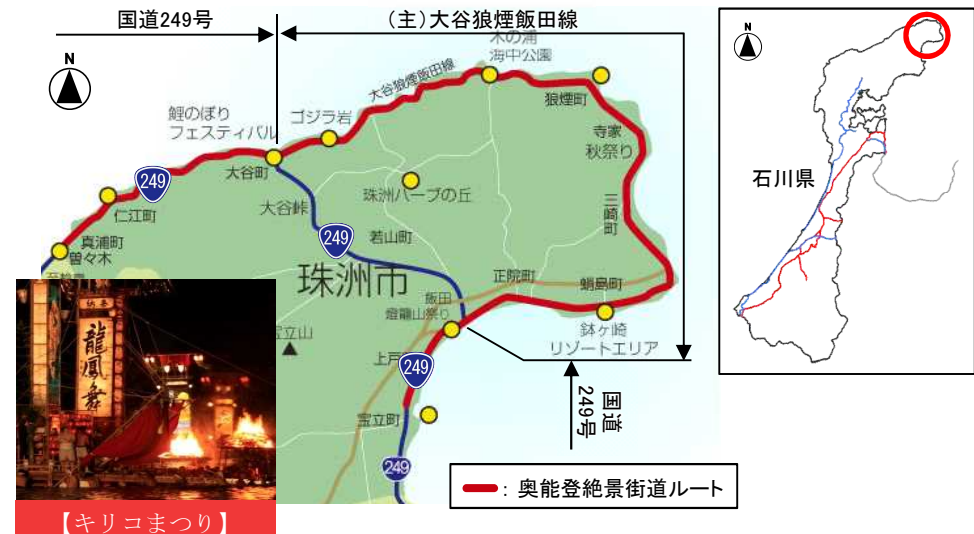 国道249号
(主)大谷狼煙飯田線
N
木の浦
海中公園
大谷狼煙飯田線
狼煙町
鯉のぼり
フェスティバル
ゴジラ岩
寺家
秋祭り
大谷町
249
仁江町
大谷峠
珠洲ハーブの丘
三崎町
真浦町
曽々木
249
若山町
珠洲市
正院町
蛸島町
飯田
燈籠山祭り
宝立山
鉢ヶ崎
リゾートエリア
上戸
249
国道
249号
宝立町
249
納奉
龍鳳舞
【キリコまつり】
:奥能登絶景街道ルート
N
石川県